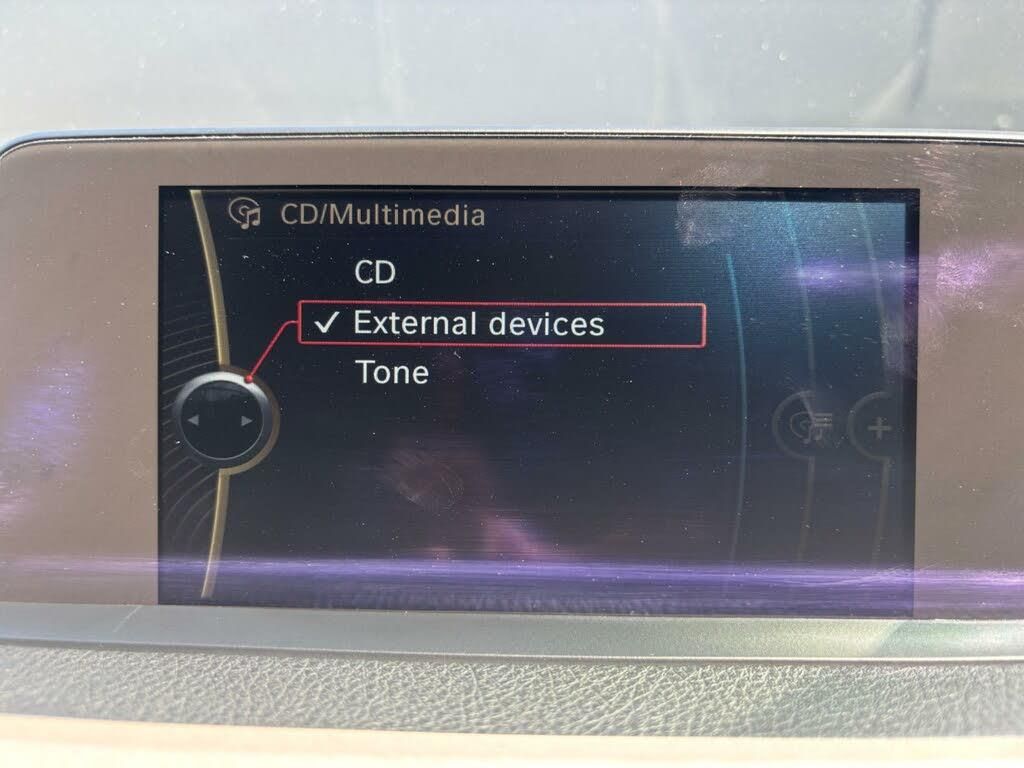 CD/Multimedia
CD
✓ External devices
Tone